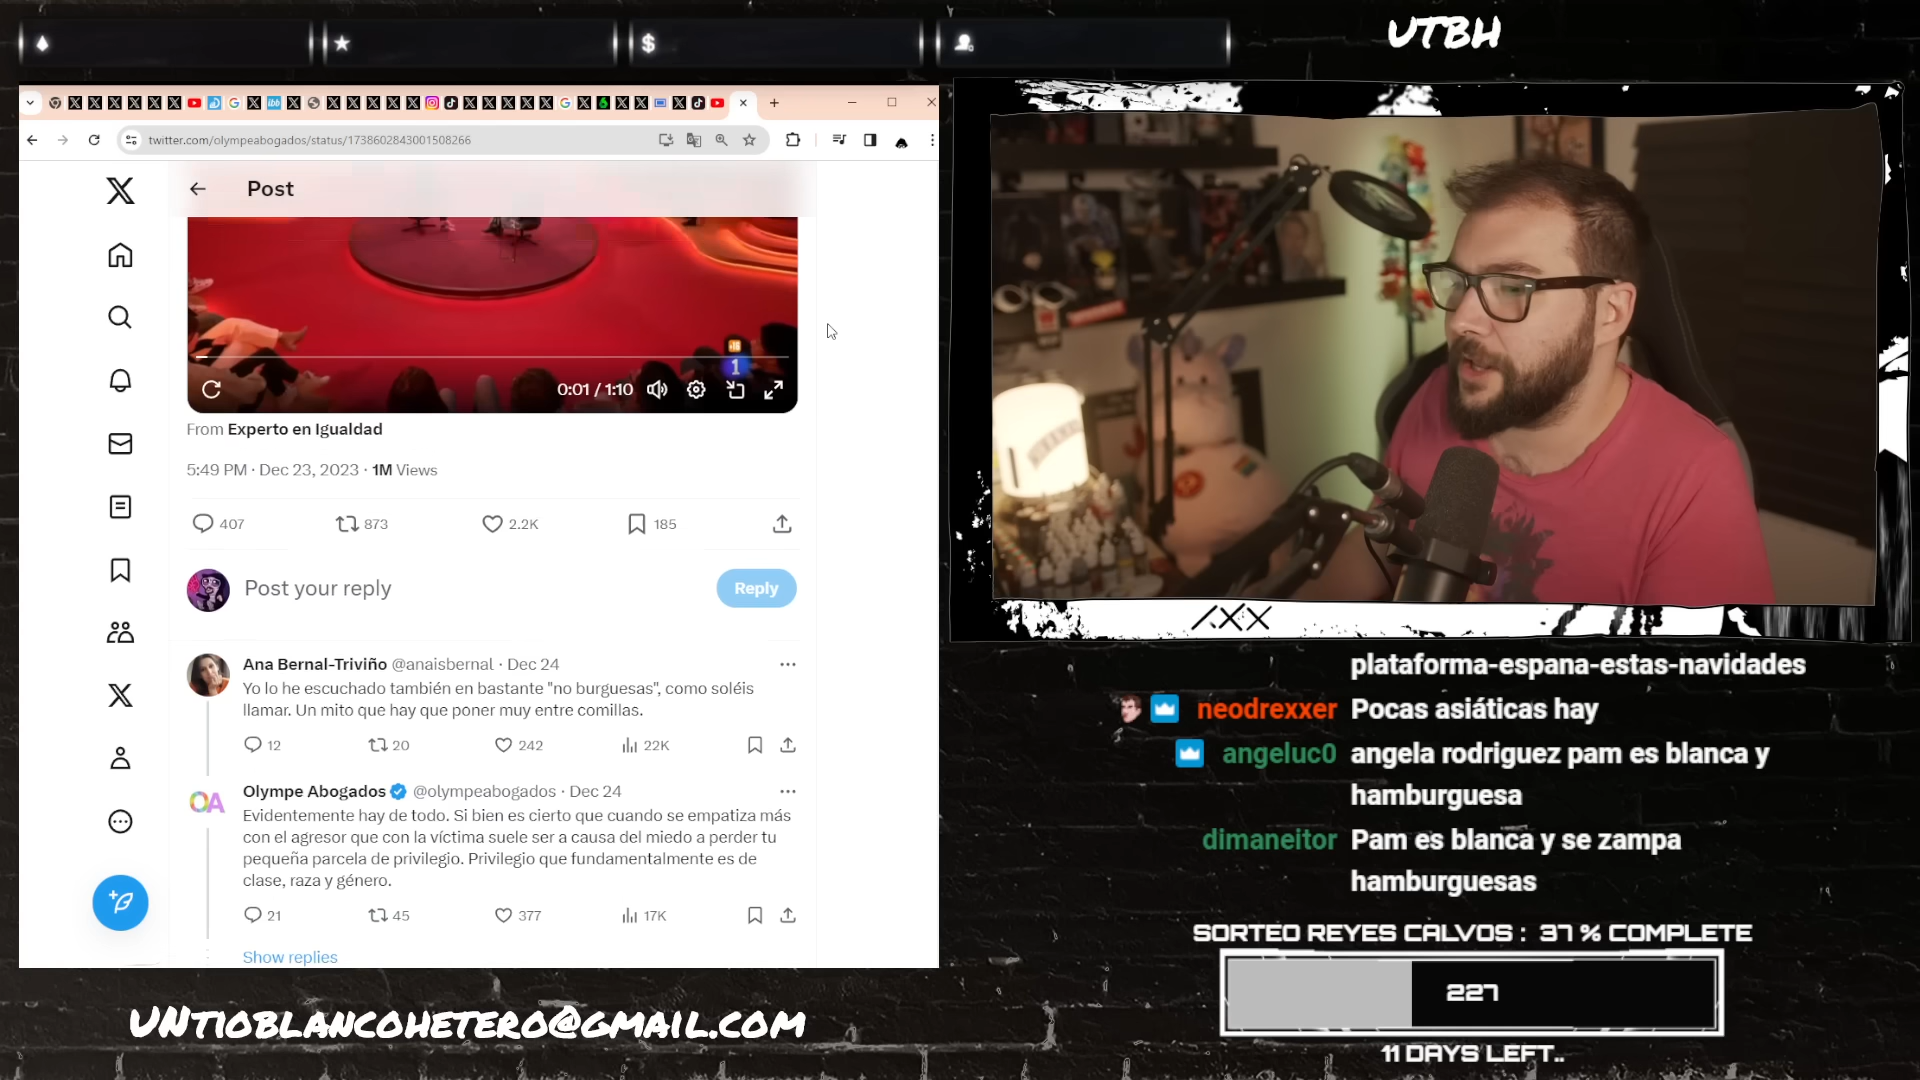 UTBH
twitter.com/olympeabogados/status/1738602843001508266
Post
0:01 / 1:10
From Experto en Igualdad
5:49 PM · Dec 23, 2023 · 1M Views
407 873 2.2K 185
Post your reply
Reply
Ana Bernal-Triviño @anaisbernal · Dec 24
Yo lo he escuchado también en bastante "no burguesas", como soléis
llamar. Un mito que hay que poner muy entre comillas.
12 20 242 22K
OA
Olympe Abogados @olympeabogados · Dec 24
Evidentemente hay de todo. Si bien es cierto que cuando se empatiza más
con el agresor que con la víctima suele ser a causa del miedo a perder tu
pequeña parcela de privilegio. Privilegio que fundamentalmente es de
clase, raza y género.
21 45 377 17K
Show replies
plataforma-espana-estas-navidades
neodrexxer Pocas asiáticas hay
angeluc0 angela rodriguez pam es blanca y
hamburguesa
dimaneitor Pam es blanca y se zampa
hamburguesas
SORTEO REYES CALVOS : 37 % COMPLETE
227
11 DAYS LEFT..
UNTIOBLANCOHETERO@GMAIL.COM